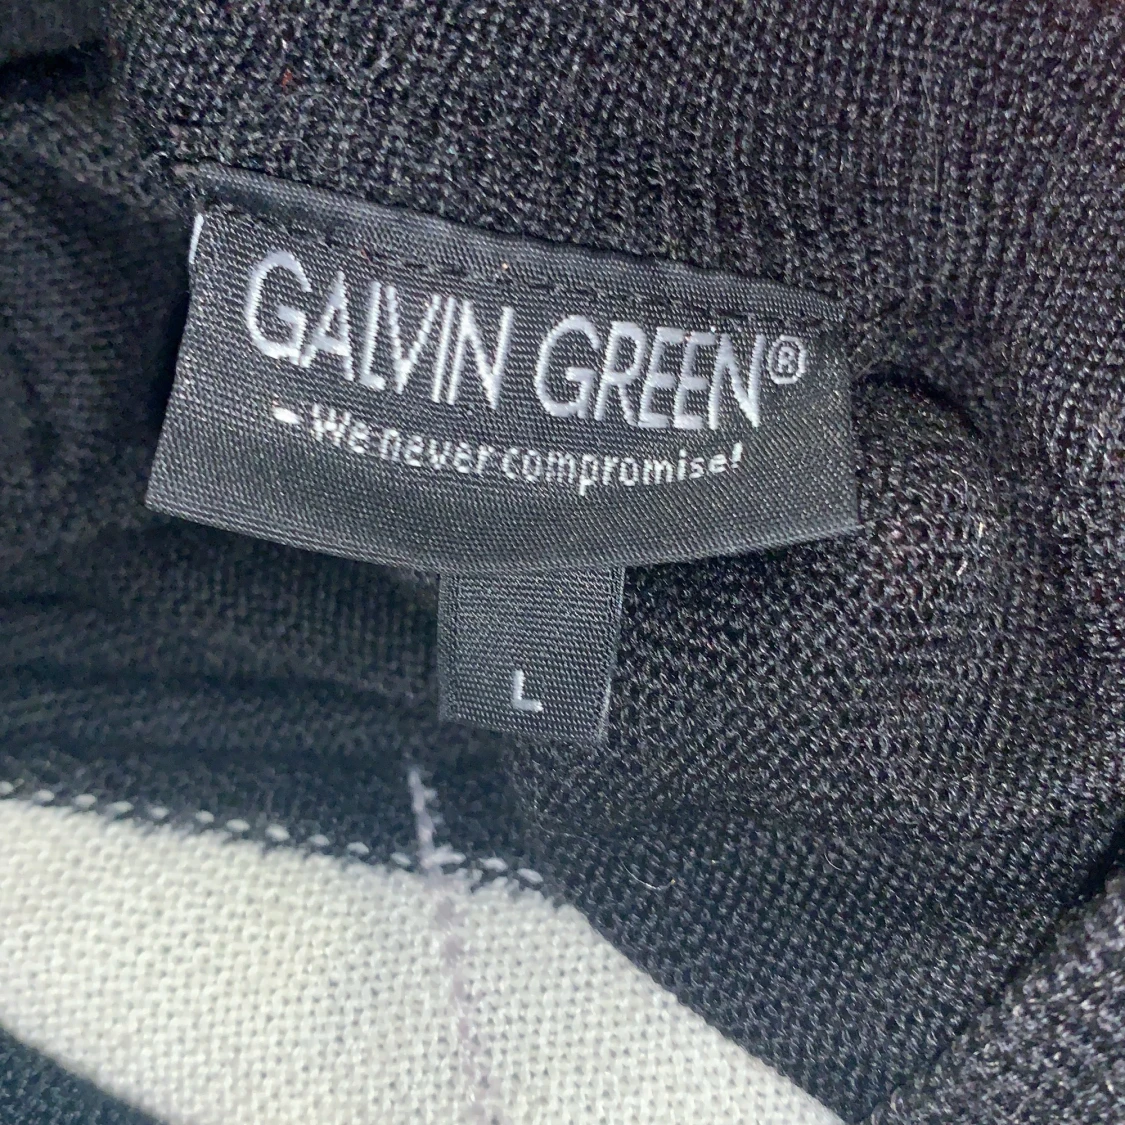 GALVIN GREEN®
- We never compromise!
L